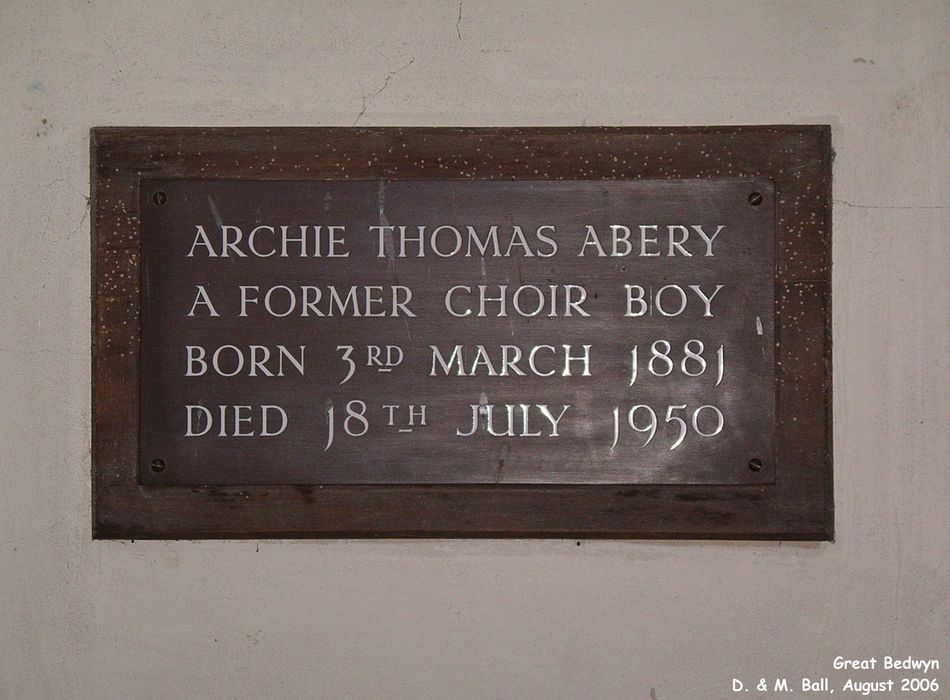 ARCHIE THOMAS ABERY
A FORMER CHOIR BOY
BORN 3RD MARCH 1881
DIED 18TH JULY 1950
Great Bedwyn
D. & M. Ball, August 2006